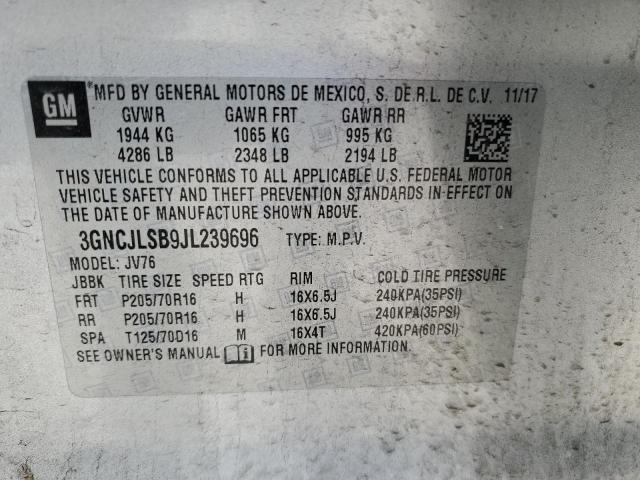 GM
*MFD BY GENERAL MOTORS DE MEXICO, S. DE R.L. DE C.V. 11/17
GVWR GAWR FRT GAWR RR
1944 KG 1065 KG 995 KG
4286 LB 2348 LB 2194 LB
THIS VEHICLE CONFORMS TO ALL APPLICABLE U.S. FEDERAL MOTOR
VEHICLE SAFETY AND THEFT PREVENTION STANDARDS IN EFFECT ON
THE DATE OF MANUFACTURE SHOWN ABOVE.
3GNCJLSB9JL239696 TYPE: M.P.V.
MODEL: JV76
JBBK TIRE SIZE SPEED RTG RIM COLD TIRE PRESSURE
FRT P205/70R16 H 16X6.5J 240KPA(35PSI)
RR P205/70R16 H 16X6.5J 240KPA(35PSI)
SPA T125/70D16 M 16X4T 420KPA(60PSI)
SEE OWNER'S MANUAL FOR MORE INFORMATION.